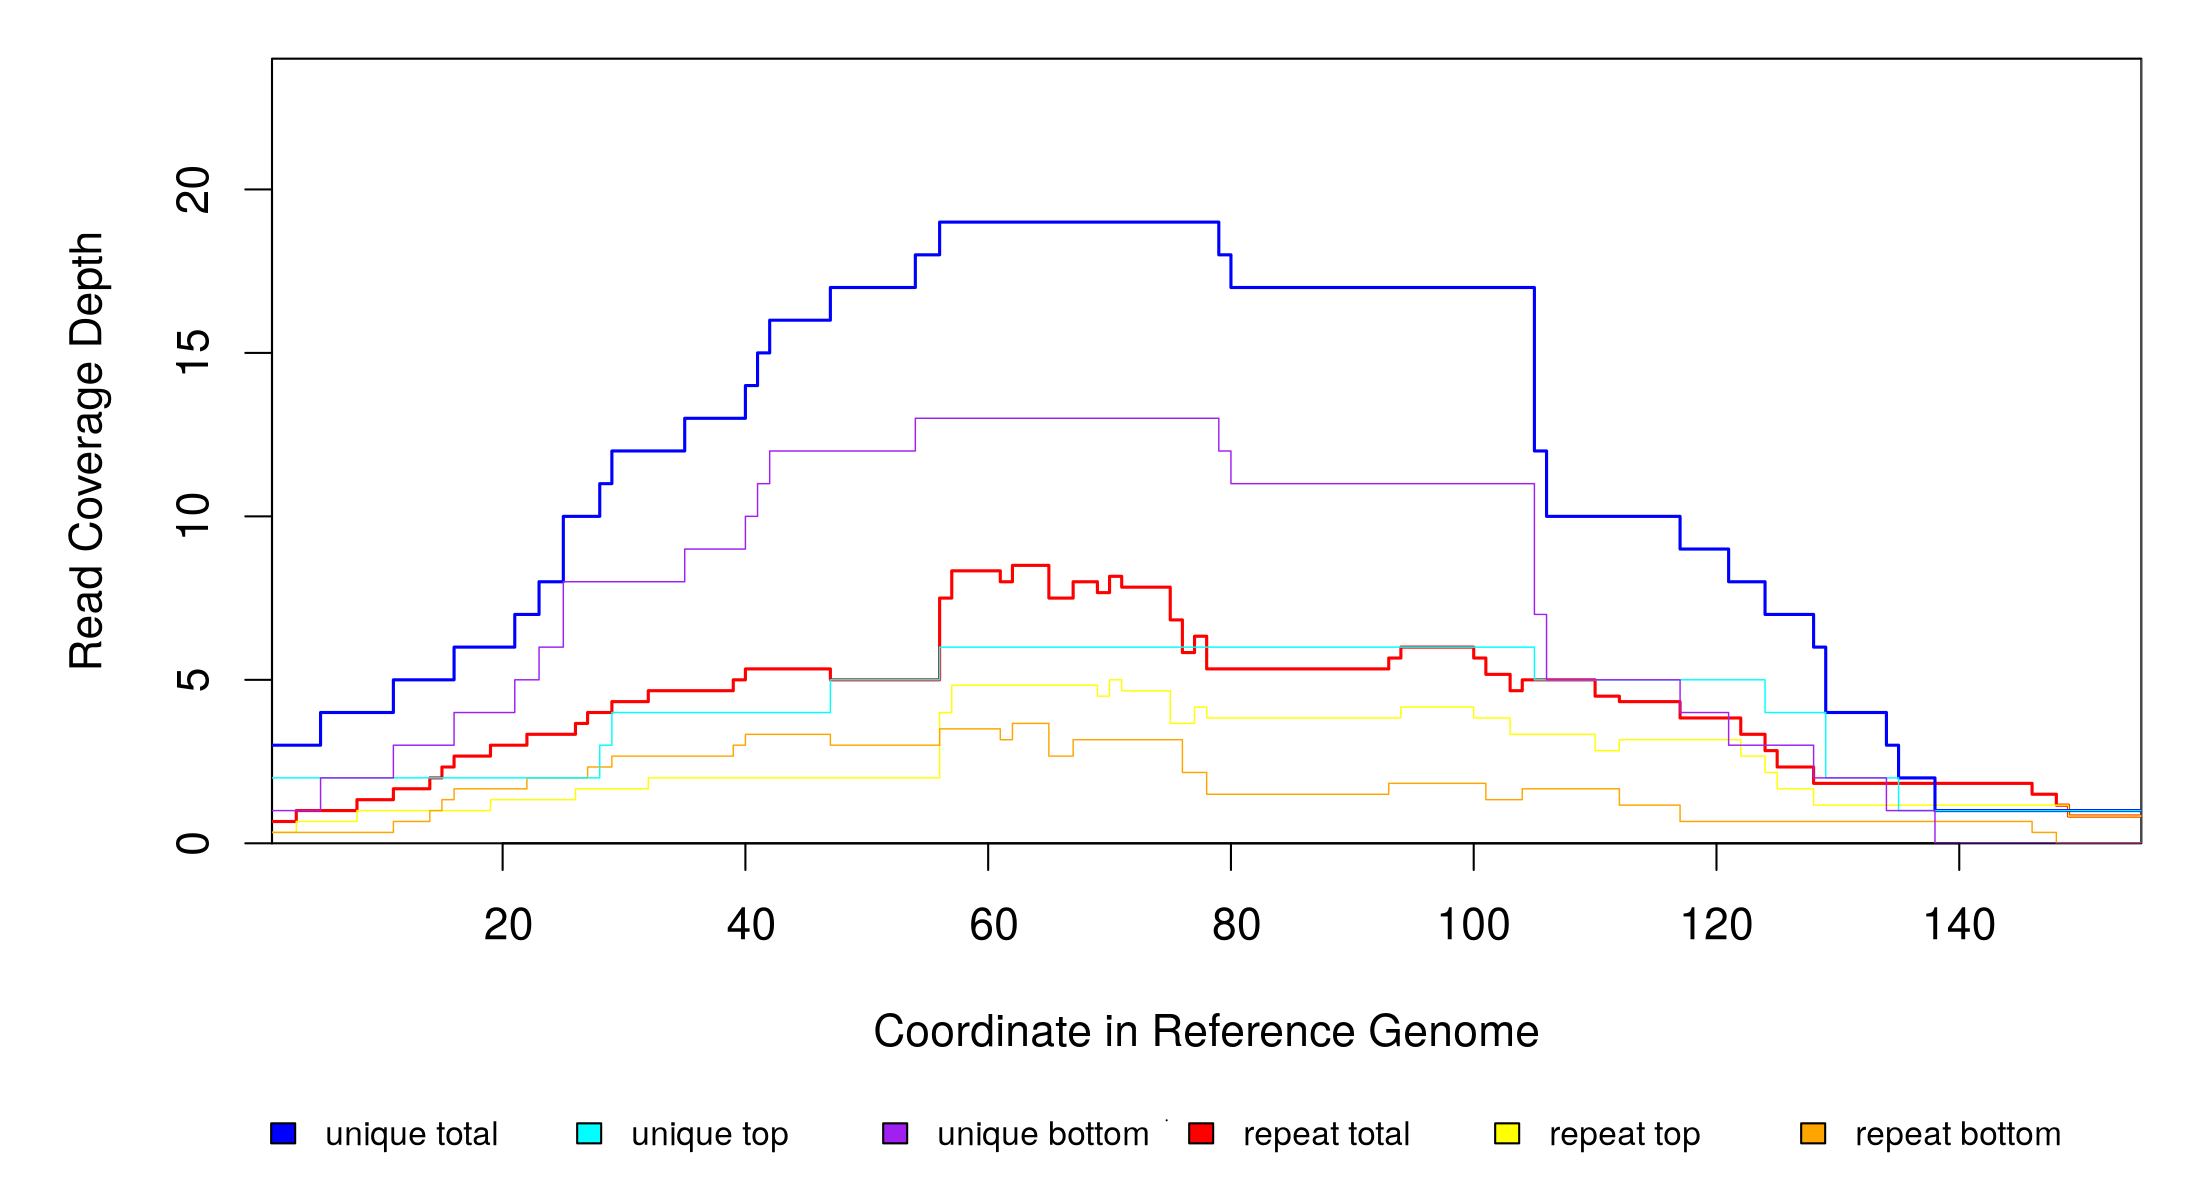 Read Coverage Depth
20
15
10
5
0
20 40 60 80 100 120 140
Coordinate in Reference Genome
unique total unique top unique bottom repeat total repeat top repeat bottom